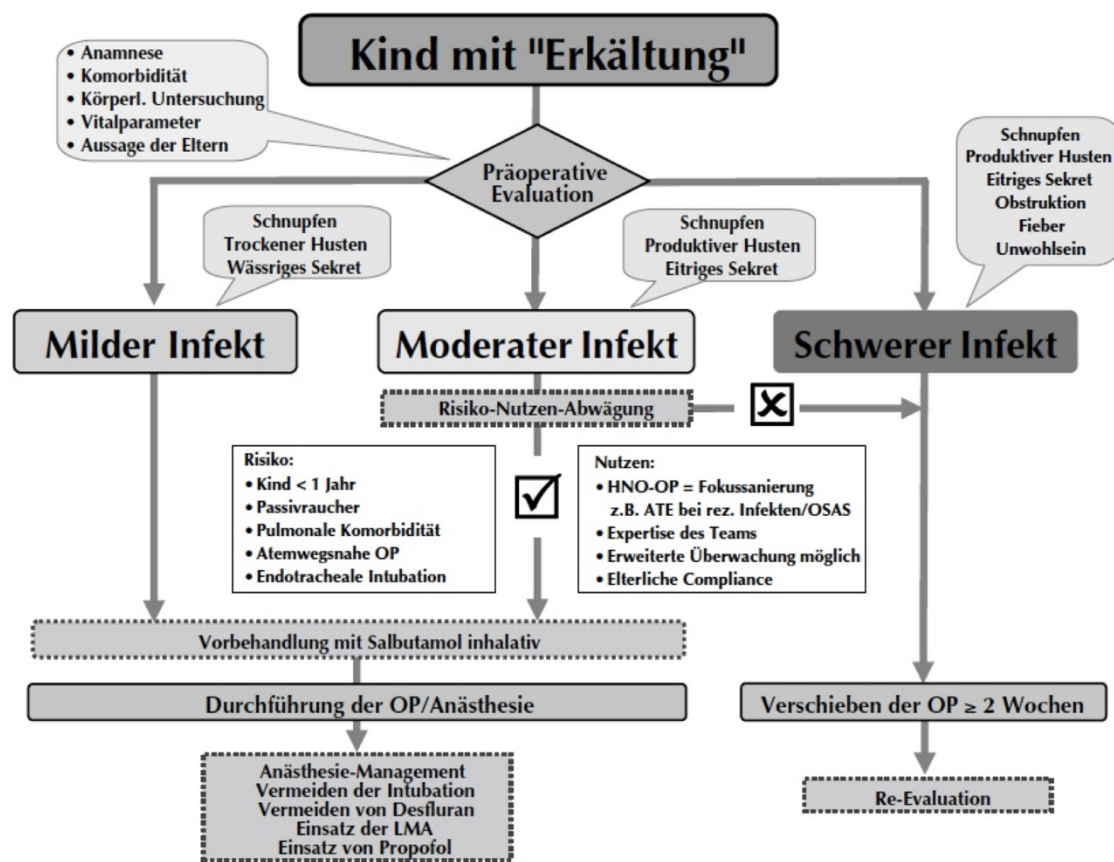 Kind mit "Erkältung"
• Anamnese
• Komorbidität
• Körperl. Untersuchung
• Vitalparameter
• Aussage der Eltern
Präoperative
Evaluation
Schnupfen
Trockener Husten
Wässriges Sekret
Schnupfen
Produktiver Husten
Eitriges Sekret
Schnupfen
Produktiver Husten
Eitriges Sekret
Obstruktion
Fieber
Unwohlsein
Milder Infekt
Moderater Infekt
Schwerer Infekt
Risiko-Nutzen-Abwägung
Risiko:
• Kind < 1 Jahr
• Passivraucher
• Pulmonale Komorbidität
• Atemwegsnahe OP
• Endotracheale Intubation
Nutzen:
• HNO-OP = Fokussanierung
z.B. ATE bei rez. Infekten/OSAS
• Expertise des Teams
• Erweiterte Überwachung möglich
• Elterliche Compliance
Vorbehandlung mit Salbutamol inhalativ
Durchführung der OP/Anästhesie
Verschieben der OP ≥ 2 Wochen
Anästhesie-Management
Vermeiden der Intubation
Vermeiden von Desfluran
Einsatz der LMA
Einsatz von Propofol
Re-Evaluation